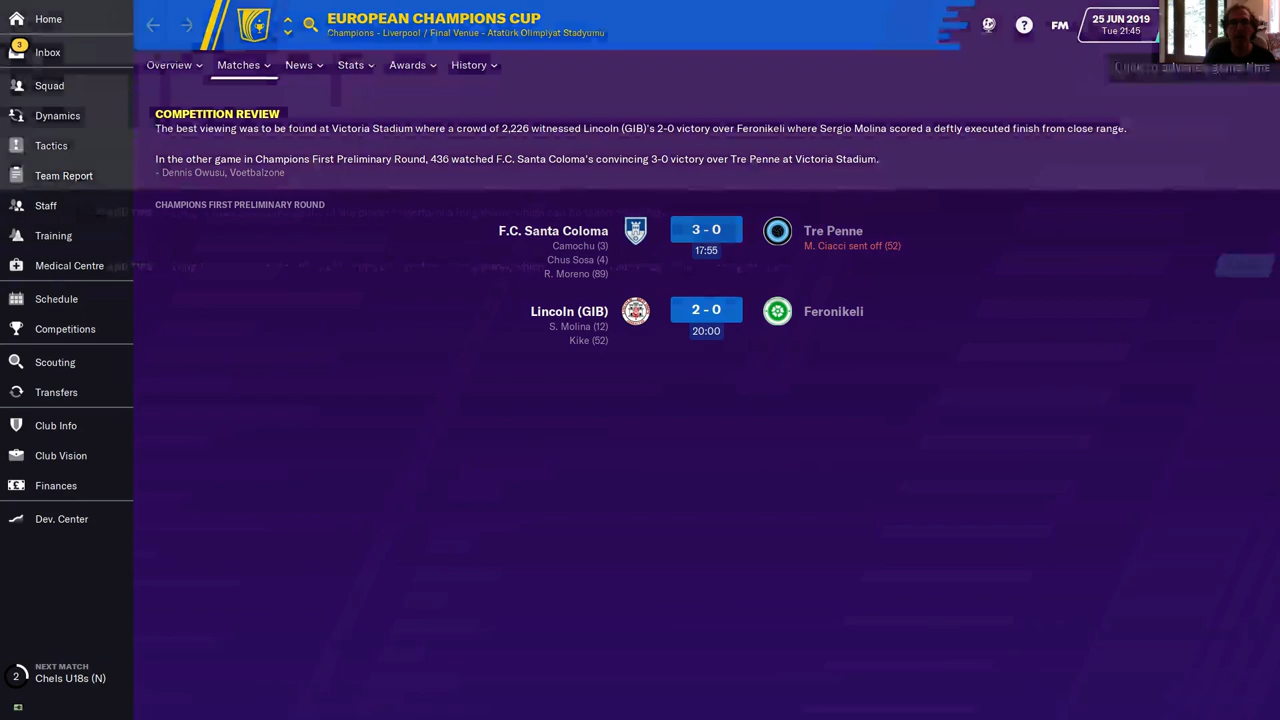 Home
EUROPEAN CHAMPIONS CUP
Champions - Liverpool / Final Venue - Atatürk Olimpiyat Stadyumu
FM
25 JUN 2019
Tue 21:45
3
Inbox
Overview
Matches
News
Stats
Awards
History
Squad
Dynamics
Tactics
Team Report
Staff
Training
Medical Centre
Schedule
Competitions
Scouting
Transfers
Club Info
Club Vision
Finances
Dev. Center
2
NEXT MATCH
Chels U18s (N)
COMPETITION REVIEW
The best viewing was to be found at Victoria Stadium where a crowd of 2,226 witnessed Lincoln (GIB)'s 2-0 victory over Feronikeli where Sergio Molina scored a deftly executed finish from close range.
In the other game in Champions First Preliminary Round, 436 watched F.C. Santa Coloma's convincing 3-0 victory over Tre Penne at Victoria Stadium.
- Dennis Owusu, Voetbalzone
CHAMPIONS FIRST PRELIMINARY ROUND
F.C. Santa Coloma 3 - 0 Tre Penne
Camochu (3) 17:55 M. Ciacci sent off (52)
Chus Sosa (4)
R. Moreno (89)
Lincoln (GIB) 2 - 0 Feronikeli
S. Molina (12) 20:00
Kike (52)